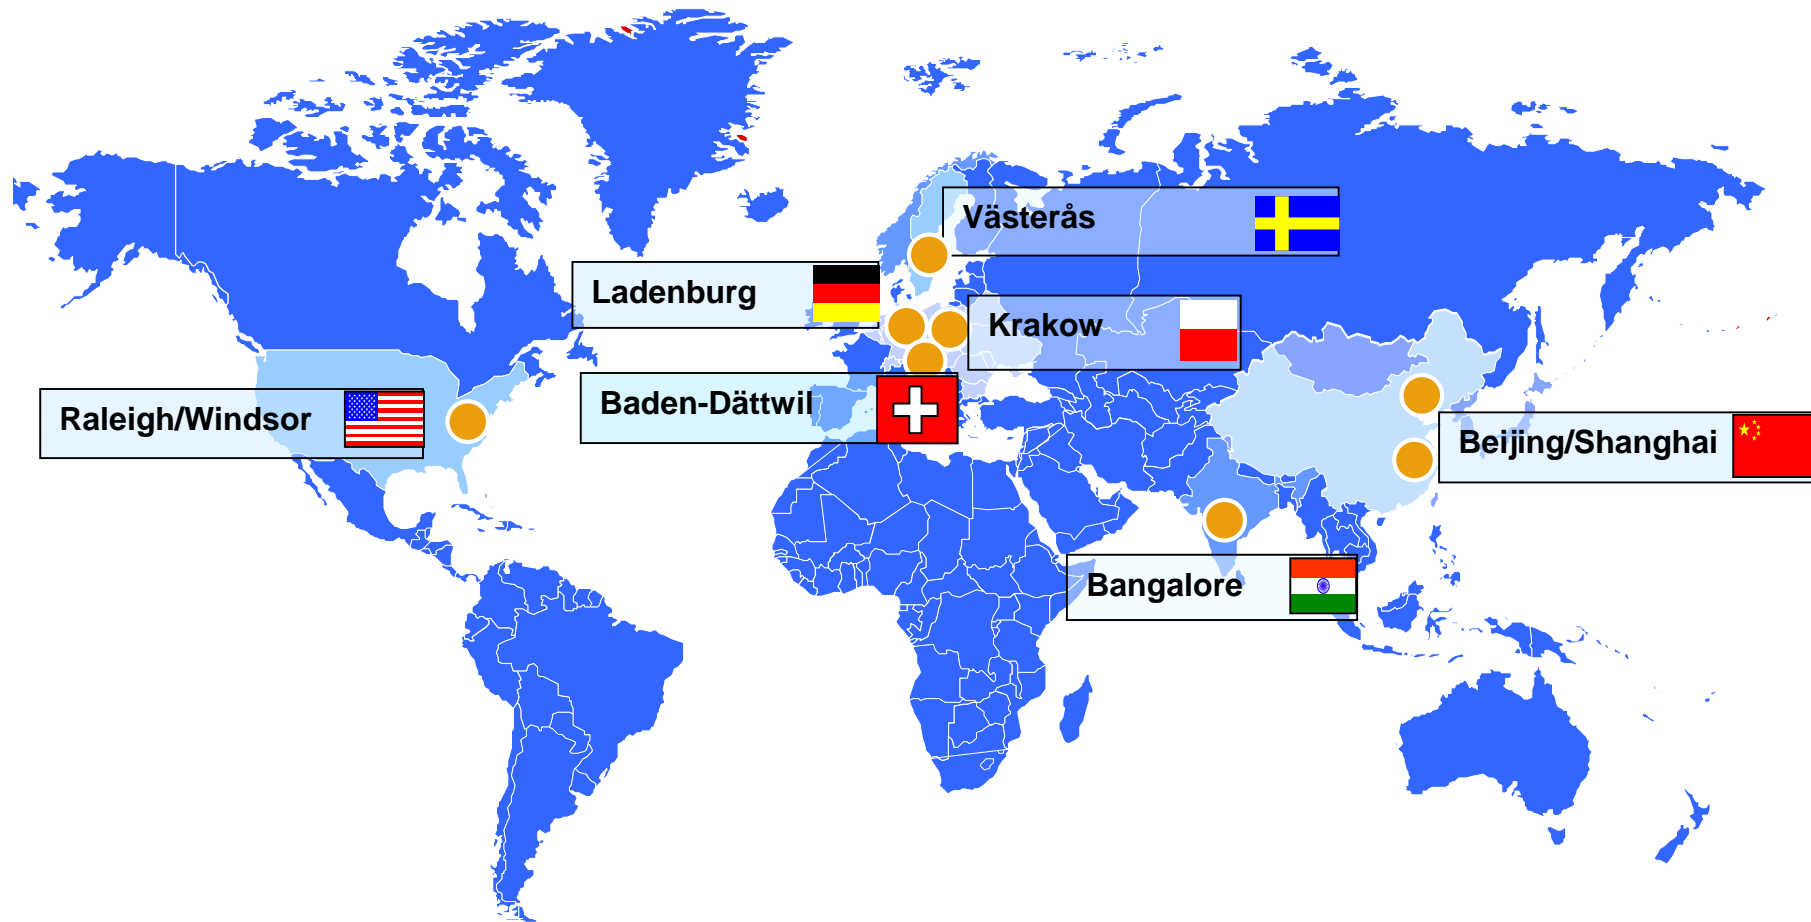 Västerås
Ladenburg
Krakow
Baden-Dättwil
Raleigh/Windsor
Beijing/Shanghai
Bangalore